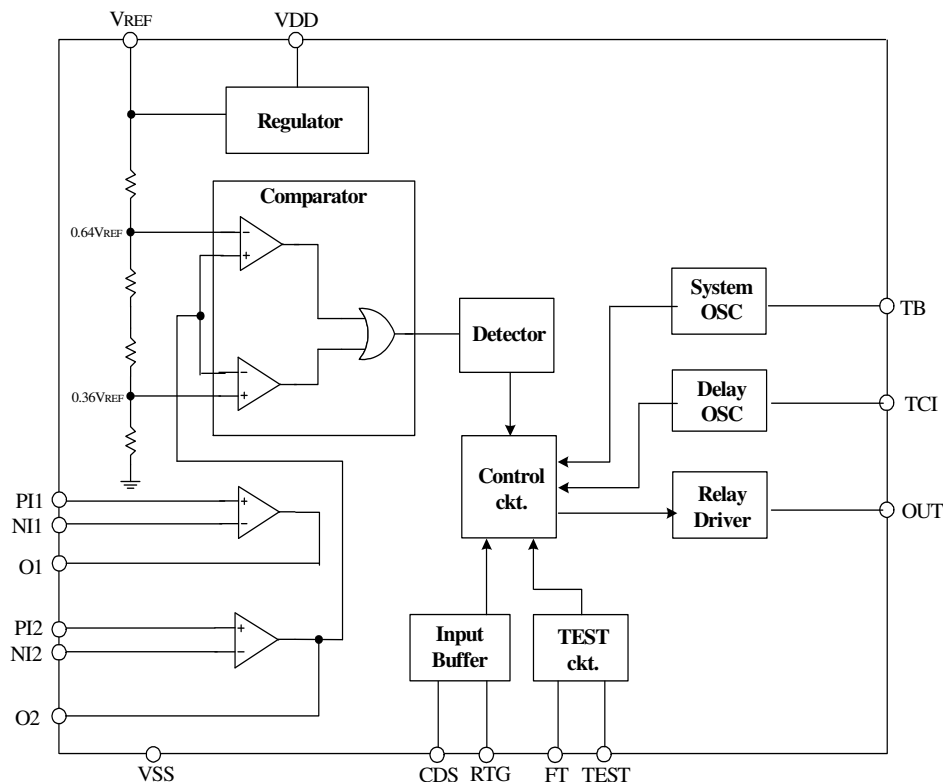 VREF
VDD
Regulator
Comparator
0.64VREF
-
+
System
OSC
TB
Detector
-
+
0.36VREF
Delay
OSC
TCI
Control
ckt.
PI1
+
NI1
-
Relay
Driver
OUT
O1
PI2
+
NI2
-
Input
Buffer
TEST
ckt.
O2
VSS
CDS
RTG
FT
TEST